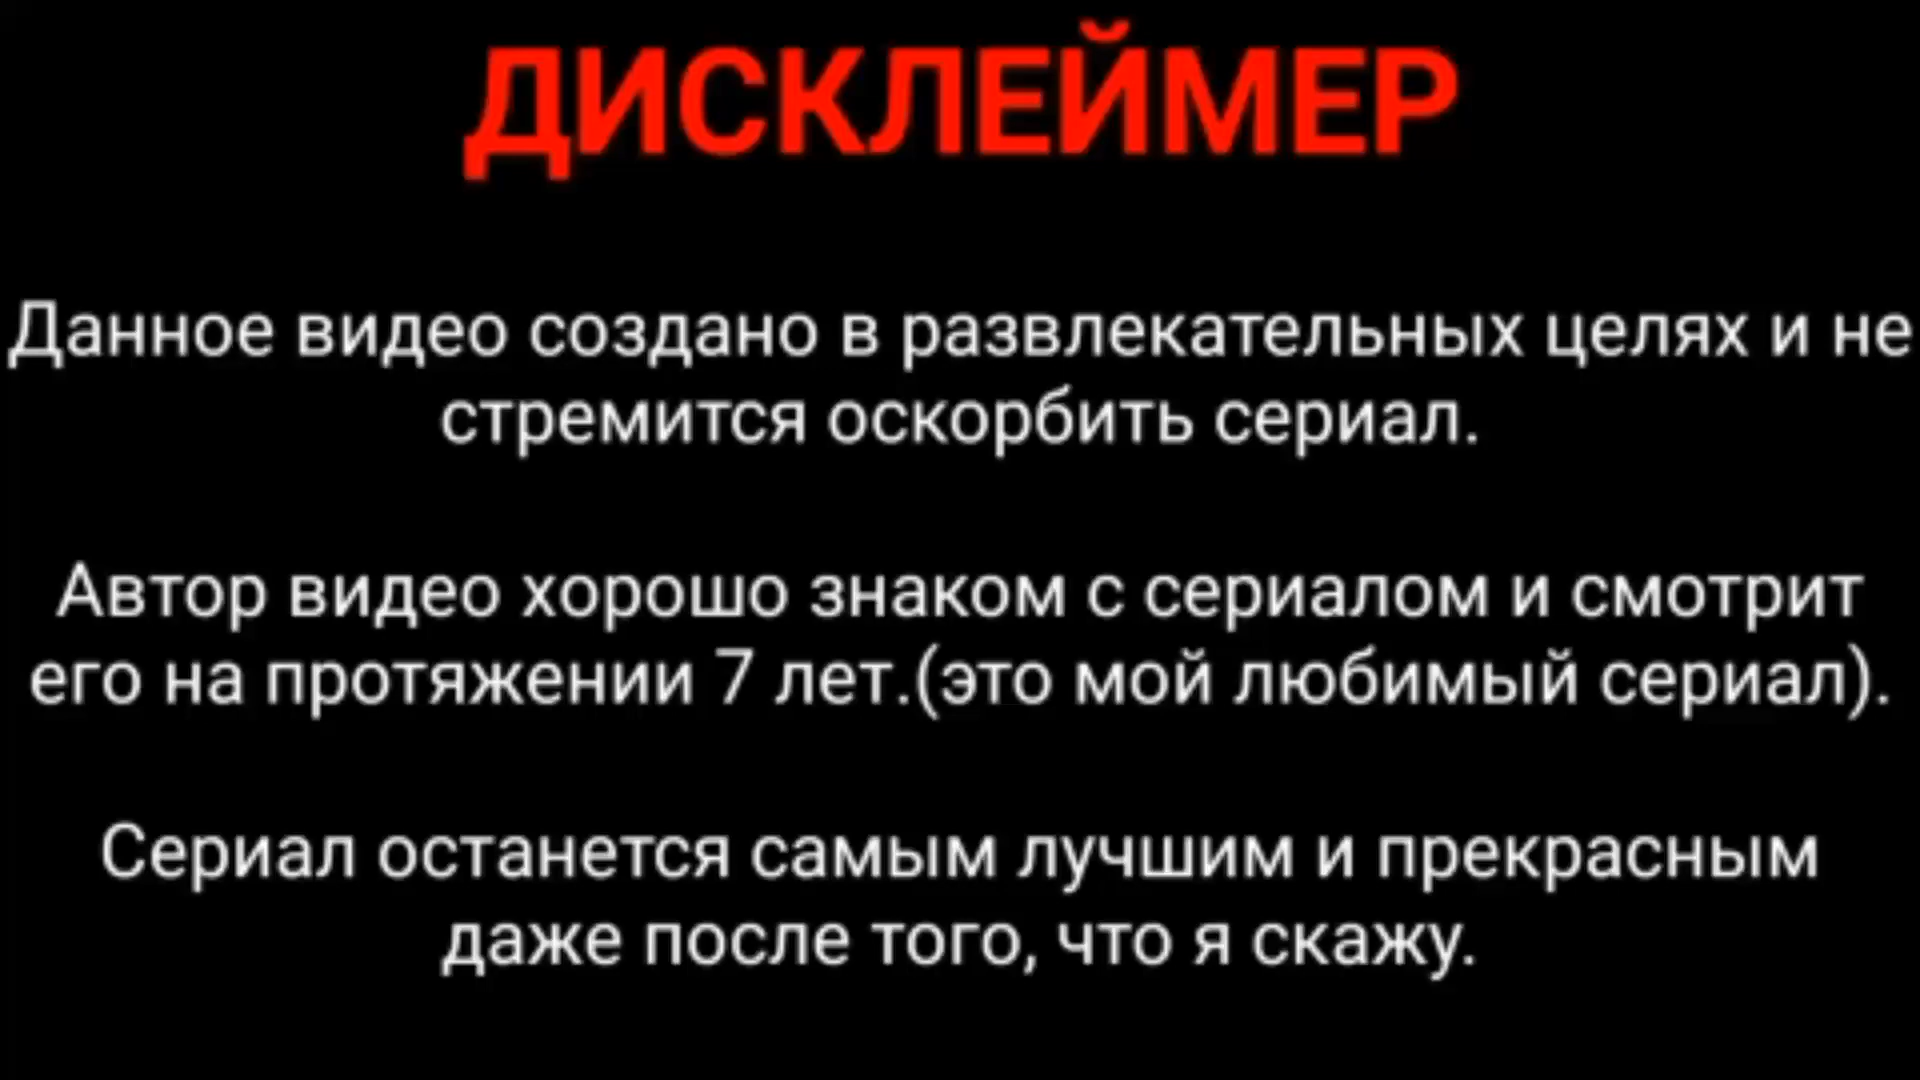 ДИСКЛЕЙМЕР
Данное видео создано в развлекательных целях и не
стремится оскорбить сериал.
Автор видео хорошо знаком с сериалом и смотрит
его на протяжении 7 лет.(это мой любимый сериал).
Сериал останется самым лучшим и прекрасным
даже после того, что я скажу.